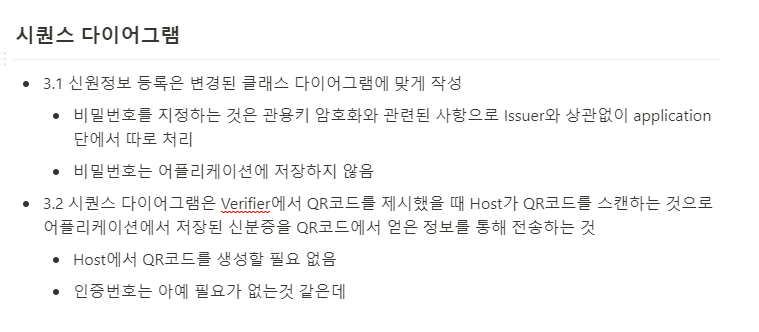 시퀀스 다이어그램
3.1 신원정보 등록은 변경된 클래스 다이어그램에 맞게 작성
비밀번호를 지정하는 것은 관용키 암호화와 관련된 사항으로 Issuer와 상관없이 application
단에서 따로 처리
비밀번호는 어플리케이션에 저장하지 않음
3.2 시퀀스 다이어그램은 Verifier에서 QR코드를 제시했을 때 Host가 QR코드를 스캔하는 것으로
어플리케이션에서 저장된 신분증을 QR코드에서 얻은 정보를 통해 전송하는 것
Host에서 QR코드를 생성할 필요 없음
인증번호는 아예 필요가 없는것 같은데